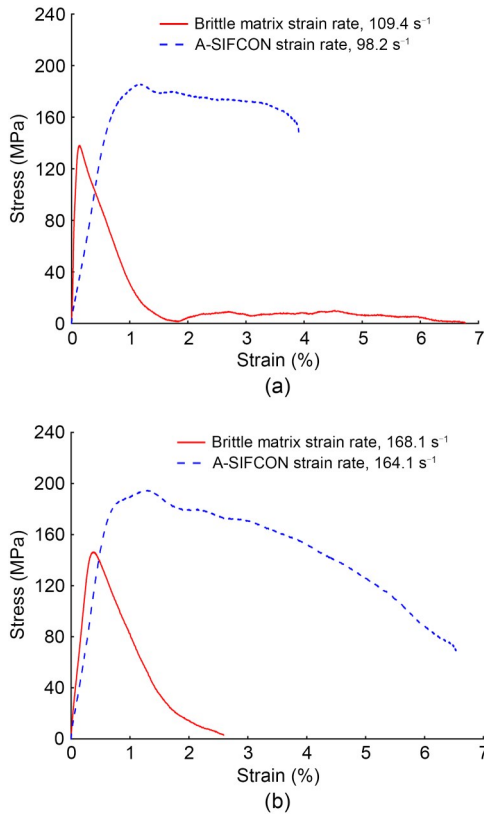 Brittle matrix strain rate, 109.4 s⁻¹
A-SIFCON strain rate, 98.2 s⁻¹
240
200
160
120
80
40
0
Stress (MPa)
0 1 2 3 4 5 6 7
Strain (%)
(a)
Brittle matrix strain rate, 168.1 s⁻¹
A-SIFCON strain rate, 164.1 s⁻¹
240
200
160
120
80
40
0
Stress (MPa)
0 1 2 3 4 5 6 7
Strain (%)
(b)